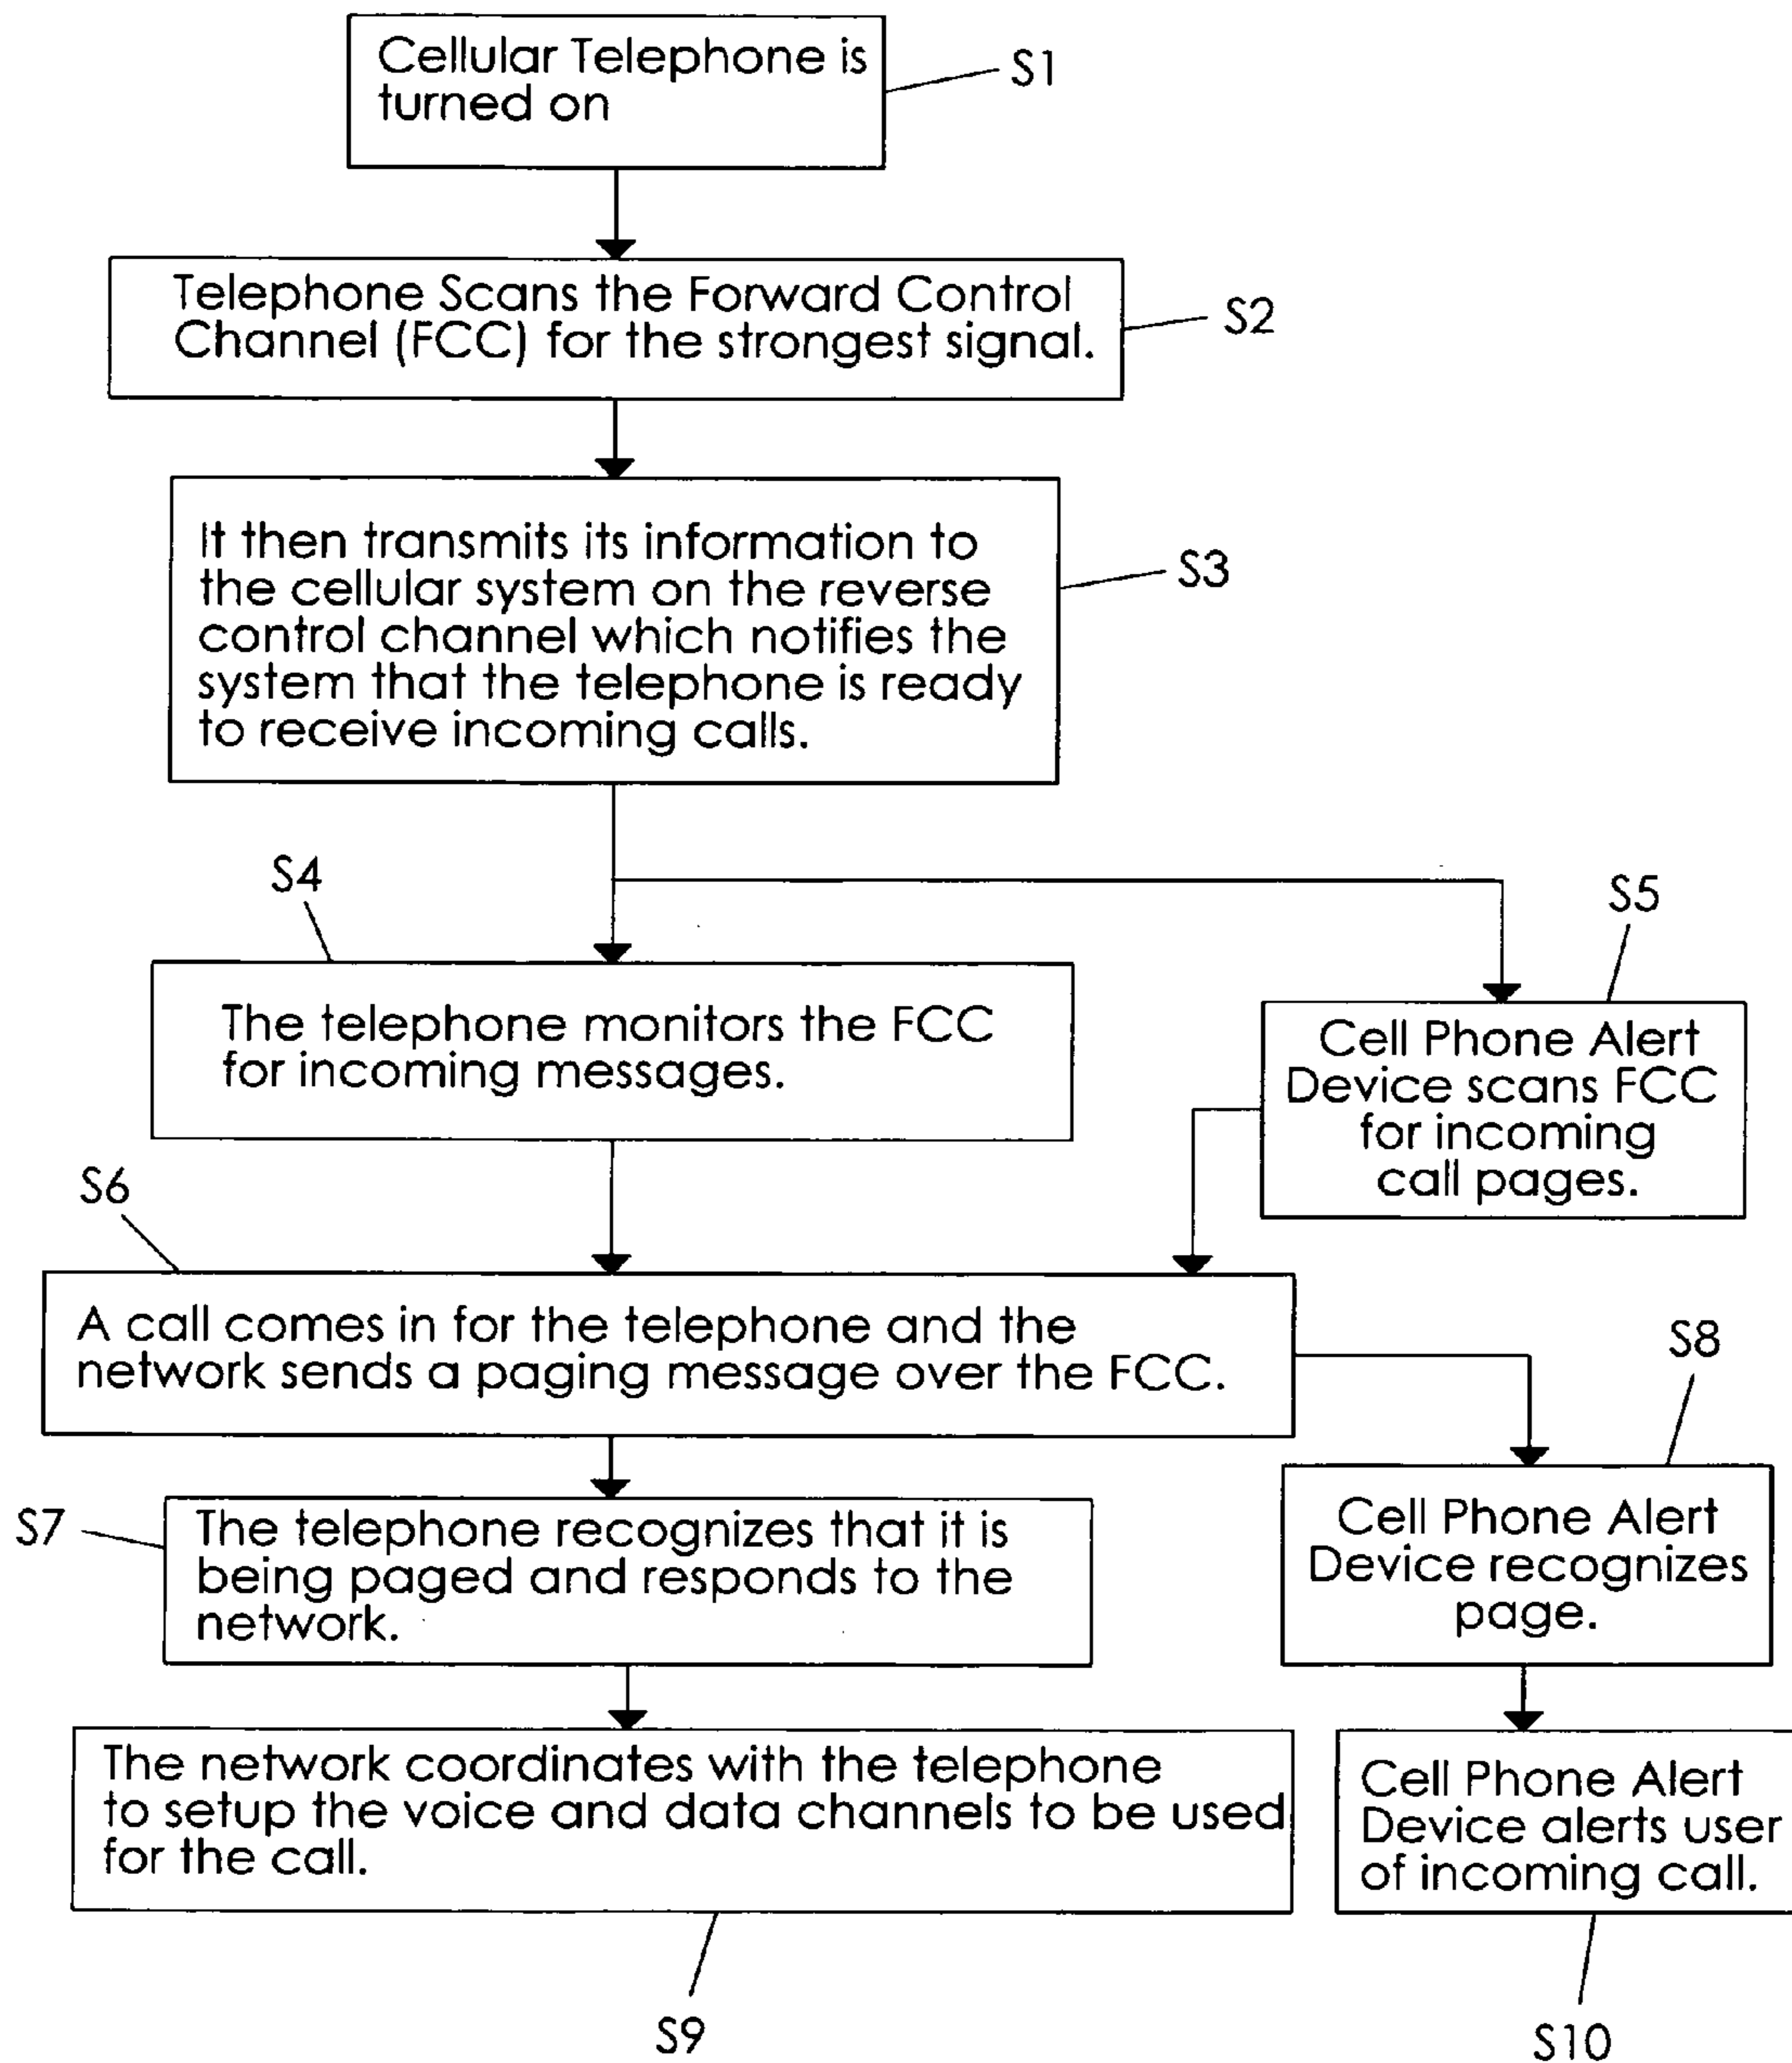 Cellular Telephone is
turned on
S1
Telephone Scans the Forward Control
Channel (FCC) for the strongest signal.
S2
It then transmits its information to
the cellular system on the reverse
control channel which notifies the
system that the telephone is ready
to receive incoming calls.
S3
S4
The telephone monitors the FCC
for incoming messages.
S5
Cell Phone Alert
Device scans FCC
for incoming
call pages.
S6
A call comes in for the telephone and the
network sends a paging message over the FCC.
S7
The telephone recognizes that it is
being paged and responds to the
network.
S8
Cell Phone Alert
Device recognizes
page.
The network coordinates with the telephone
to setup the voice and data channels to be used
for the call.
S9
Cell Phone Alert
Device alerts user
of incoming call.
S10